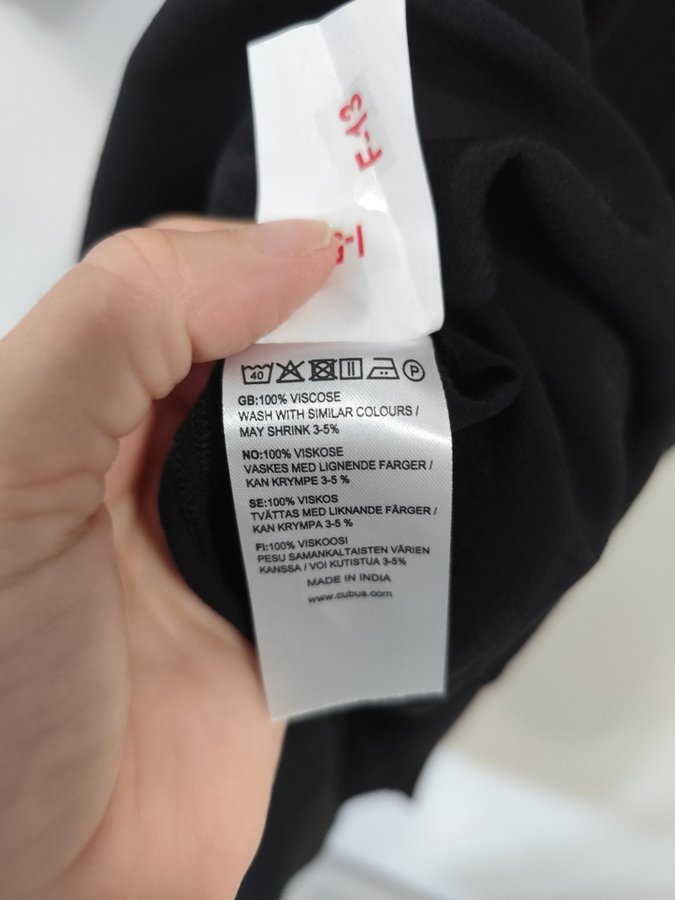 F-13
40
P
GB:100% VISCOSE
WASH WITH SIMILAR COLOURS /
MAY SHRINK 3-5%
NO:100% VISKOSE
VASKES MED LIGNENDE FARGER /
KAN KRYMPE 3-5 %
SE:100% VISKOS
TVÄTTAS MED LIKNANDE FÄRGER /
KAN KRYMPA 3-5 %
FI:100% VISKOOSI
PESU SAMANKALTAISTEN VÄRIEN
KANSSA / VOI KUTISTUA 3-5%
MADE IN INDIA
www.cubus.com